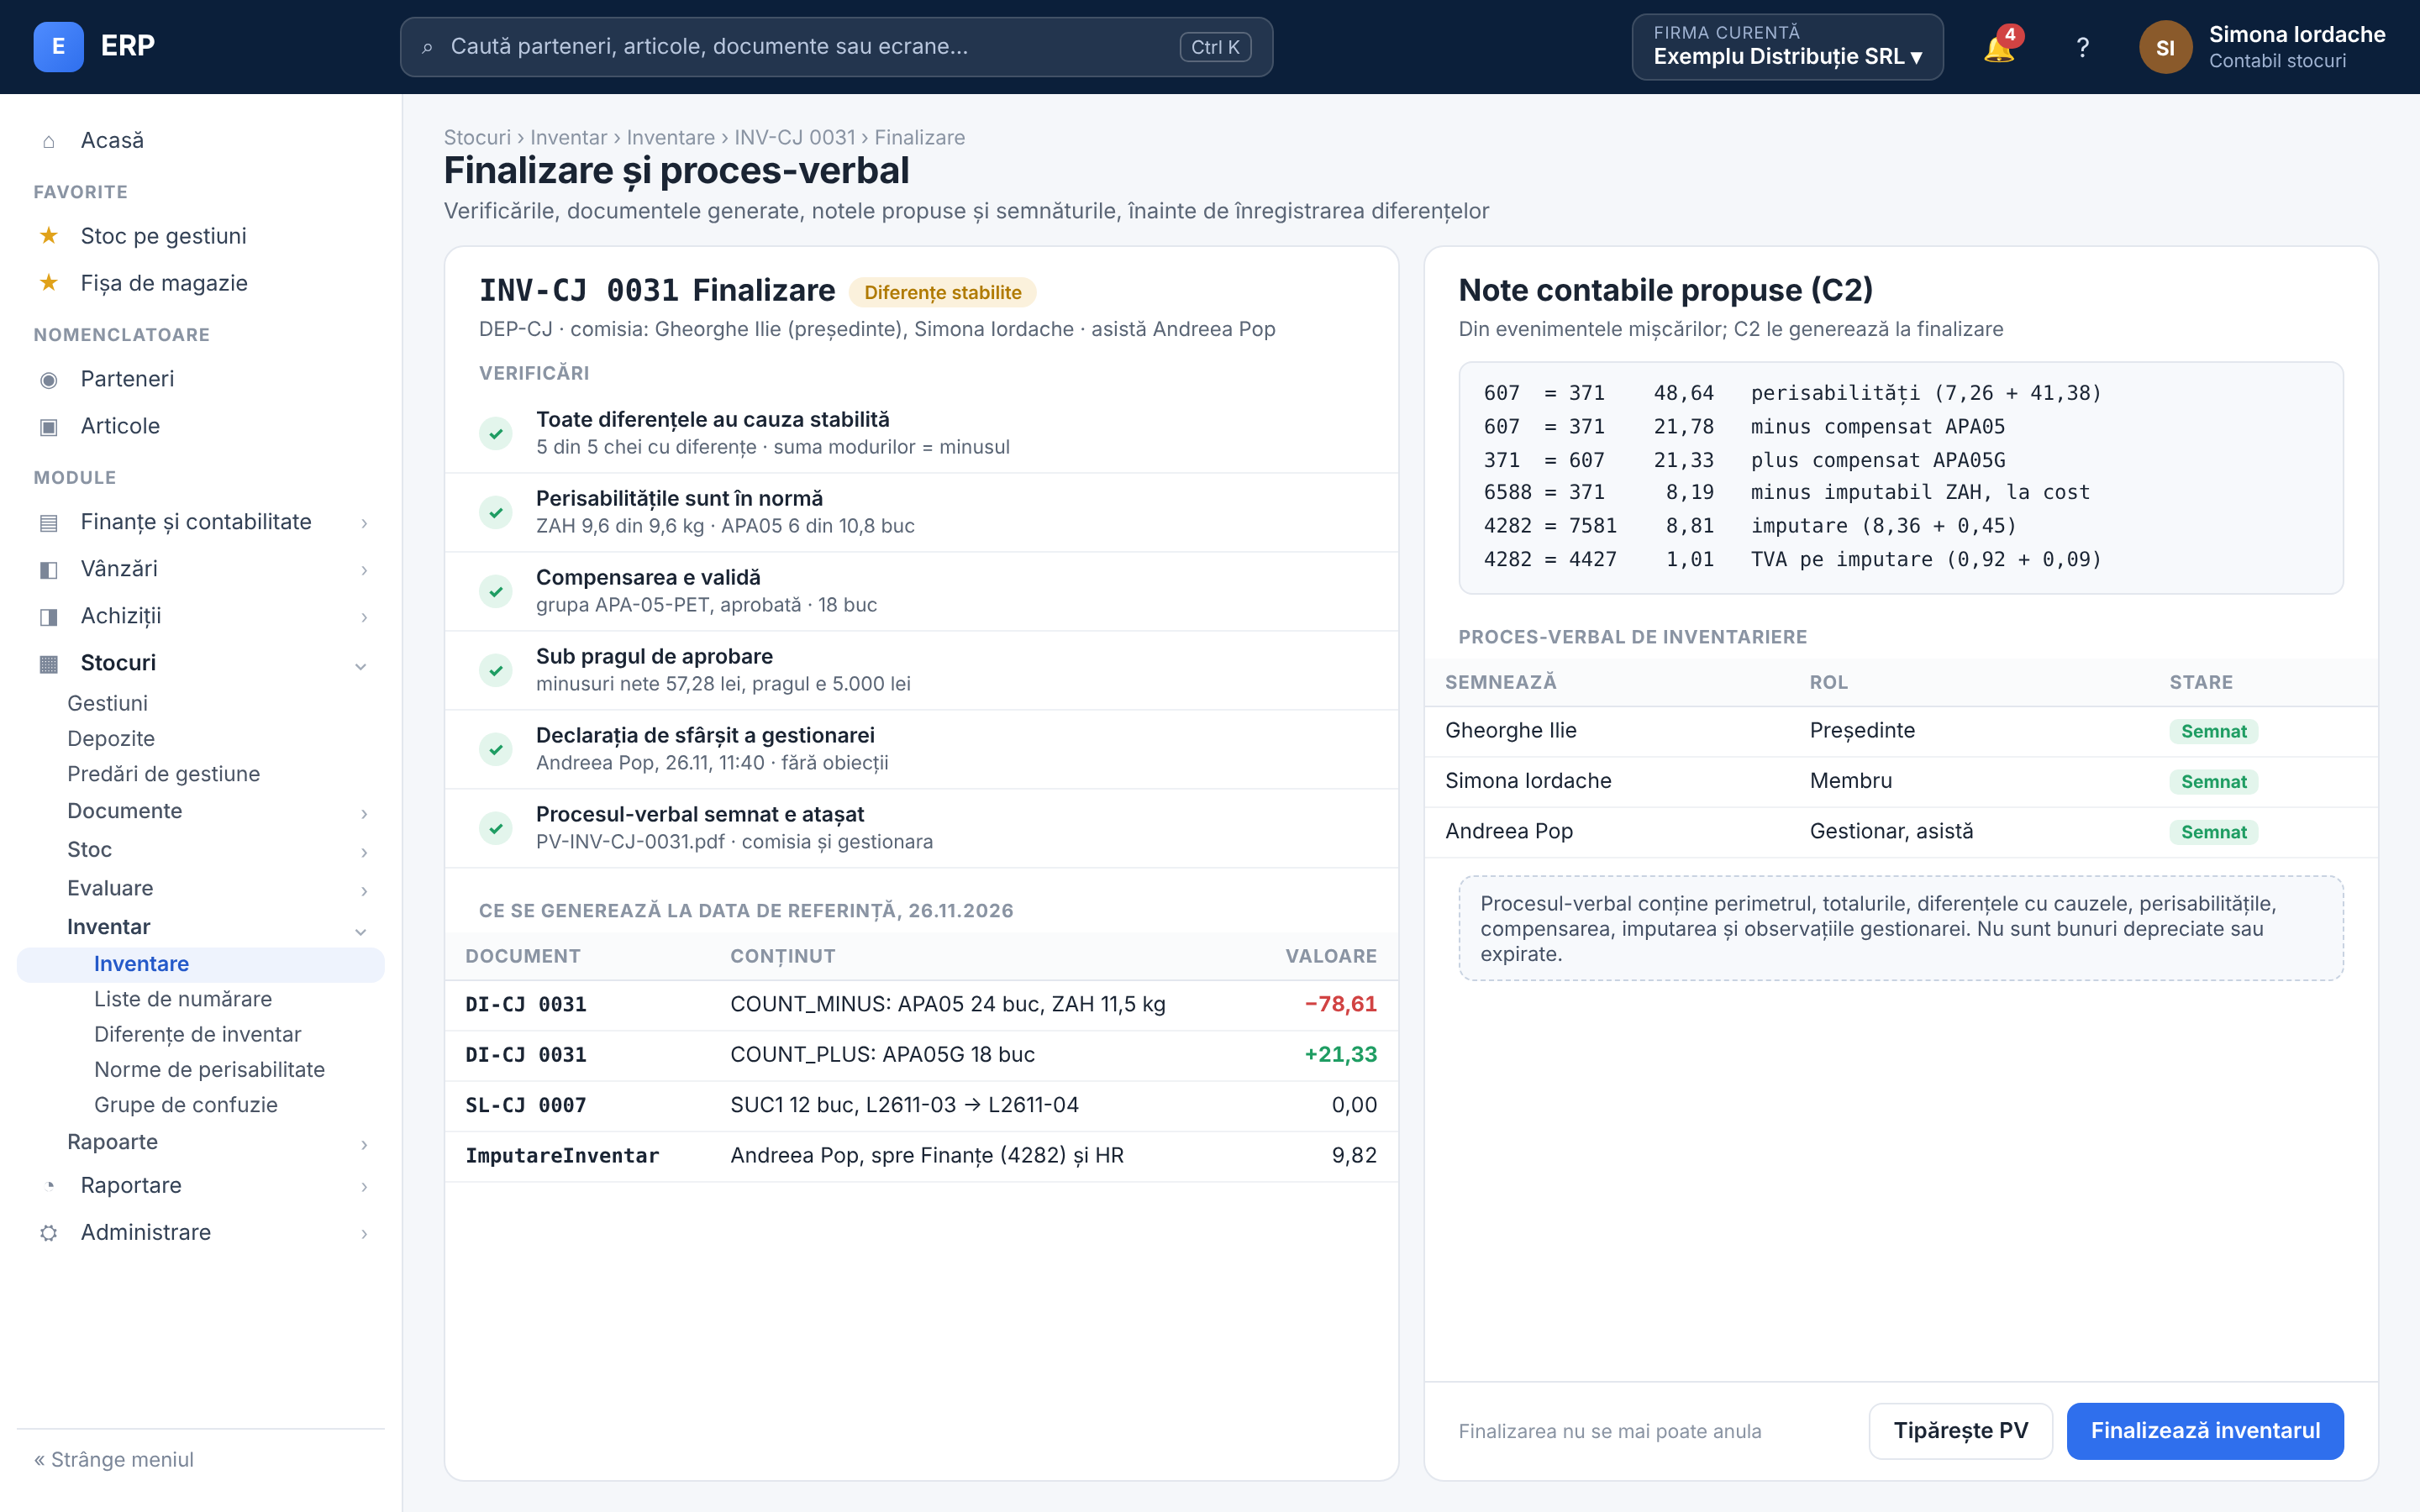 E ERP
Caută parteneri, articole, documente sau ecrane... Ctrl K
FIRMA CURENTĂ
Exemplu Distribuție SRL ▾
4
?
SI
Simona Iordache
Contabil stocuri
Acasă
FAVORITE
Stoc pe gestiuni
Fișa de magazie
NOMENCLATOARE
Parteneri
Articole
MODULE
Finanțe și contabilitate
Vânzări
Achiziții
Stocuri
Gestiuni
Depozite
Predări de gestiune
Documente
Stoc
Evaluare
Inventar
Inventare
Liste de numărare
Diferențe de inventar
Norme de perisabilitate
Grupe de confuzie
Rapoarte
Raportare
Administrare
« Strânge meniul
Stocuri › Inventar › Inventare › INV-CJ 0031 › Finalizare
Finalizare și proces-verbal
Verificările, documentele generate, notele propuse și semnăturile, înainte de înregistrarea diferențelor
INV-CJ 0031 Finalizare Diferențe stabilite
DEP-CJ · comisia: Gheorghe Ilie (președinte), Simona Iordache · asistă Andreea Pop
VERIFICĂRI
Toate diferențele au cauza stabilită
5 din 5 chei cu diferențe · suma modurilor = minusul
Perisabilitățile sunt în normă
ZAH 9,6 din 9,6 kg · APA05 6 din 10,8 buc
Compensarea e validă
grupa APA-05-PET, aprobată · 18 buc
Sub pragul de aprobare
minusuri nete 57,28 lei, pragul e 5.000 lei
Declarația de sfârșit a gestionarei
Andreea Pop, 26.11, 11:40 · fără obiecții
Procesul-verbal semnat e atașat
PV-INV-CJ-0031.pdf · comisia și gestionara
CE SE GENEREAZĂ LA DATA DE REFERINȚĂ, 26.11.2026
DOCUMENT CONȚINUT VALOARE
DI-CJ 0031 COUNT_MINUS: APA05 24 buc, ZAH 11,5 kg −78,61
DI-CJ 0031 COUNT_PLUS: APA05G 18 buc +21,33
SL-CJ 0007 SUC1 12 buc, L2611-03 → L2611-04 0,00
ImputareInventar Andreea Pop, spre Finanțe (4282) și HR 9,82
Note contabile propuse (C2)
Din evenimentele mișcărilor; C2 le generează la finalizare
607 = 371 48,64 perisabilități (7,26 + 41,38)
607 = 371 21,78 minus compensat APA05
371 = 607 21,33 plus compensat APA05G
6588 = 371 8,19 minus imputabil ZAH, la cost
4282 = 7581 8,81 imputare (8,36 + 0,45)
4282 = 4427 1,01 TVA pe imputare (0,92 + 0,09)
PROCES-VERBAL DE INVENTARIERE
SEMNEAZĂ ROL STARE
Gheorghe Ilie Președinte Semnat
Simona Iordache Membru Semnat
Andreea Pop Gestionar, asistă Semnat
Procesul-verbal conține perimetrul, totalurile, diferențele cu cauzele, perisabilitățile,
compensarea, imputarea și observațiile gestionarei. Nu sunt bunuri depreciate sau
expirate.
Finalizarea nu se mai poate anula
Tipărește PV
Finalizează inventarul